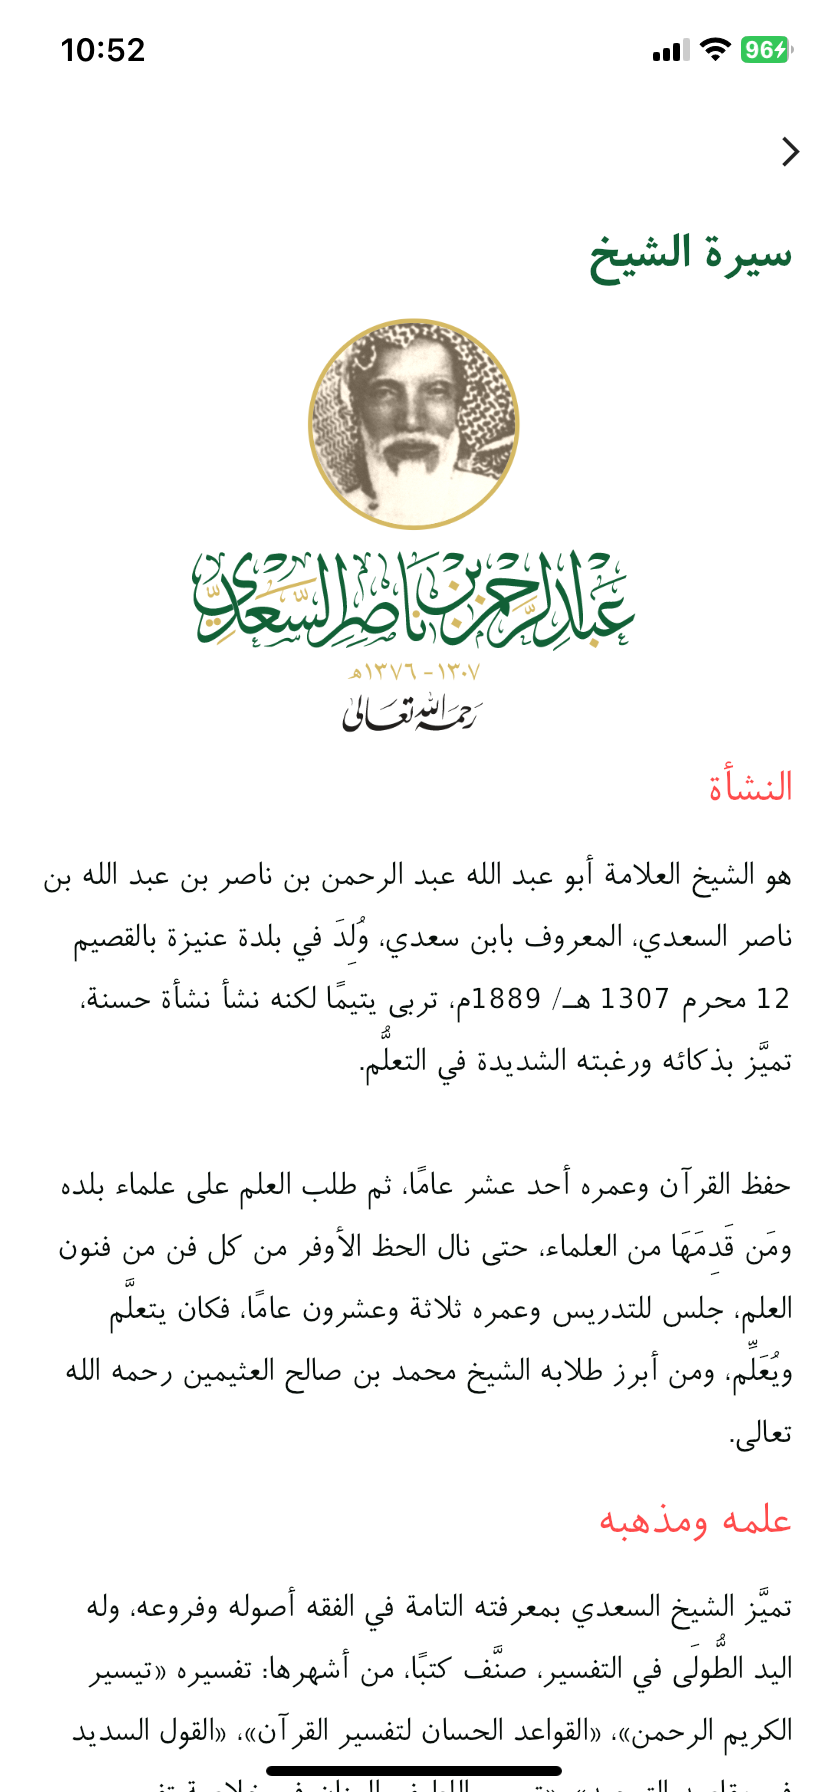 10:52
96
سيرة الشيخ
عبدالرحمن بن ناصر السعدي
١٣٠٧ - ١٣٧٦هـ
رحمه الله تعالى
النشأة
هو الشيخ العلامة أبو عبد الله عبد الرحمن بن ناصر بن عبد الله بن
ناصر السعدي، المعروف بابن سعدي، وُلِدَ في بلدة عنيزة بالقصيم
12 محرم 1307 هـ/ 1889م، تربى يتيمًا لكنه نشأ نشأة حسنة،
تميَّز بذكائه ورغبته الشديدة في التعلُّم.
حفظ القرآن وعمره أحد عشر عامًا، ثم طلب العلم على علماء بلده
ومَن قَدِمَهَا من العلماء، حتى نال الحظ الأوفر من كل فن من فنون
العلم، جلس للتدريس وعمره ثلاثة وعشرون عامًا، فكان يتعلَّم
ويُعَلِّم، ومن أبرز طلابه الشيخ محمد بن صالح العثيمين رحمه الله
تعالى.
علمه ومذهبه
تميَّز الشيخ السعدي بمعرفته التامة في الفقه أصوله وفروعه، وله
اليد الطُّولَى في التفسير، صنَّف كتبًا، من أشهرها: تفسيره «تيسير
الكريم الرحمن»، «القواعد الحسان لتفسير القرآن»، «القول السديد